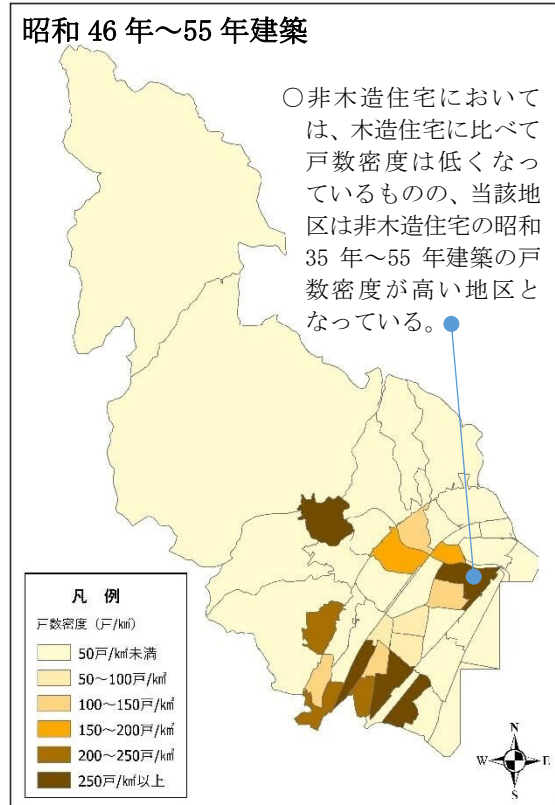 昭和 46 年～55 年建築
○非木造住宅において
は、木造住宅に比べて
戸数密度は低くなっ
ているものの、当該地
区は非木造住宅の昭和
35 年～55 年建築の戸
数密度が高い地区と
なっている。
凡 例
戸数密度（戸/k㎡）
50戸/k㎡未満
50～100戸/k㎡
100～150戸/k㎡
150～200戸/k㎡
200～250戸/k㎡
250戸/k㎡以上
N
W E
S